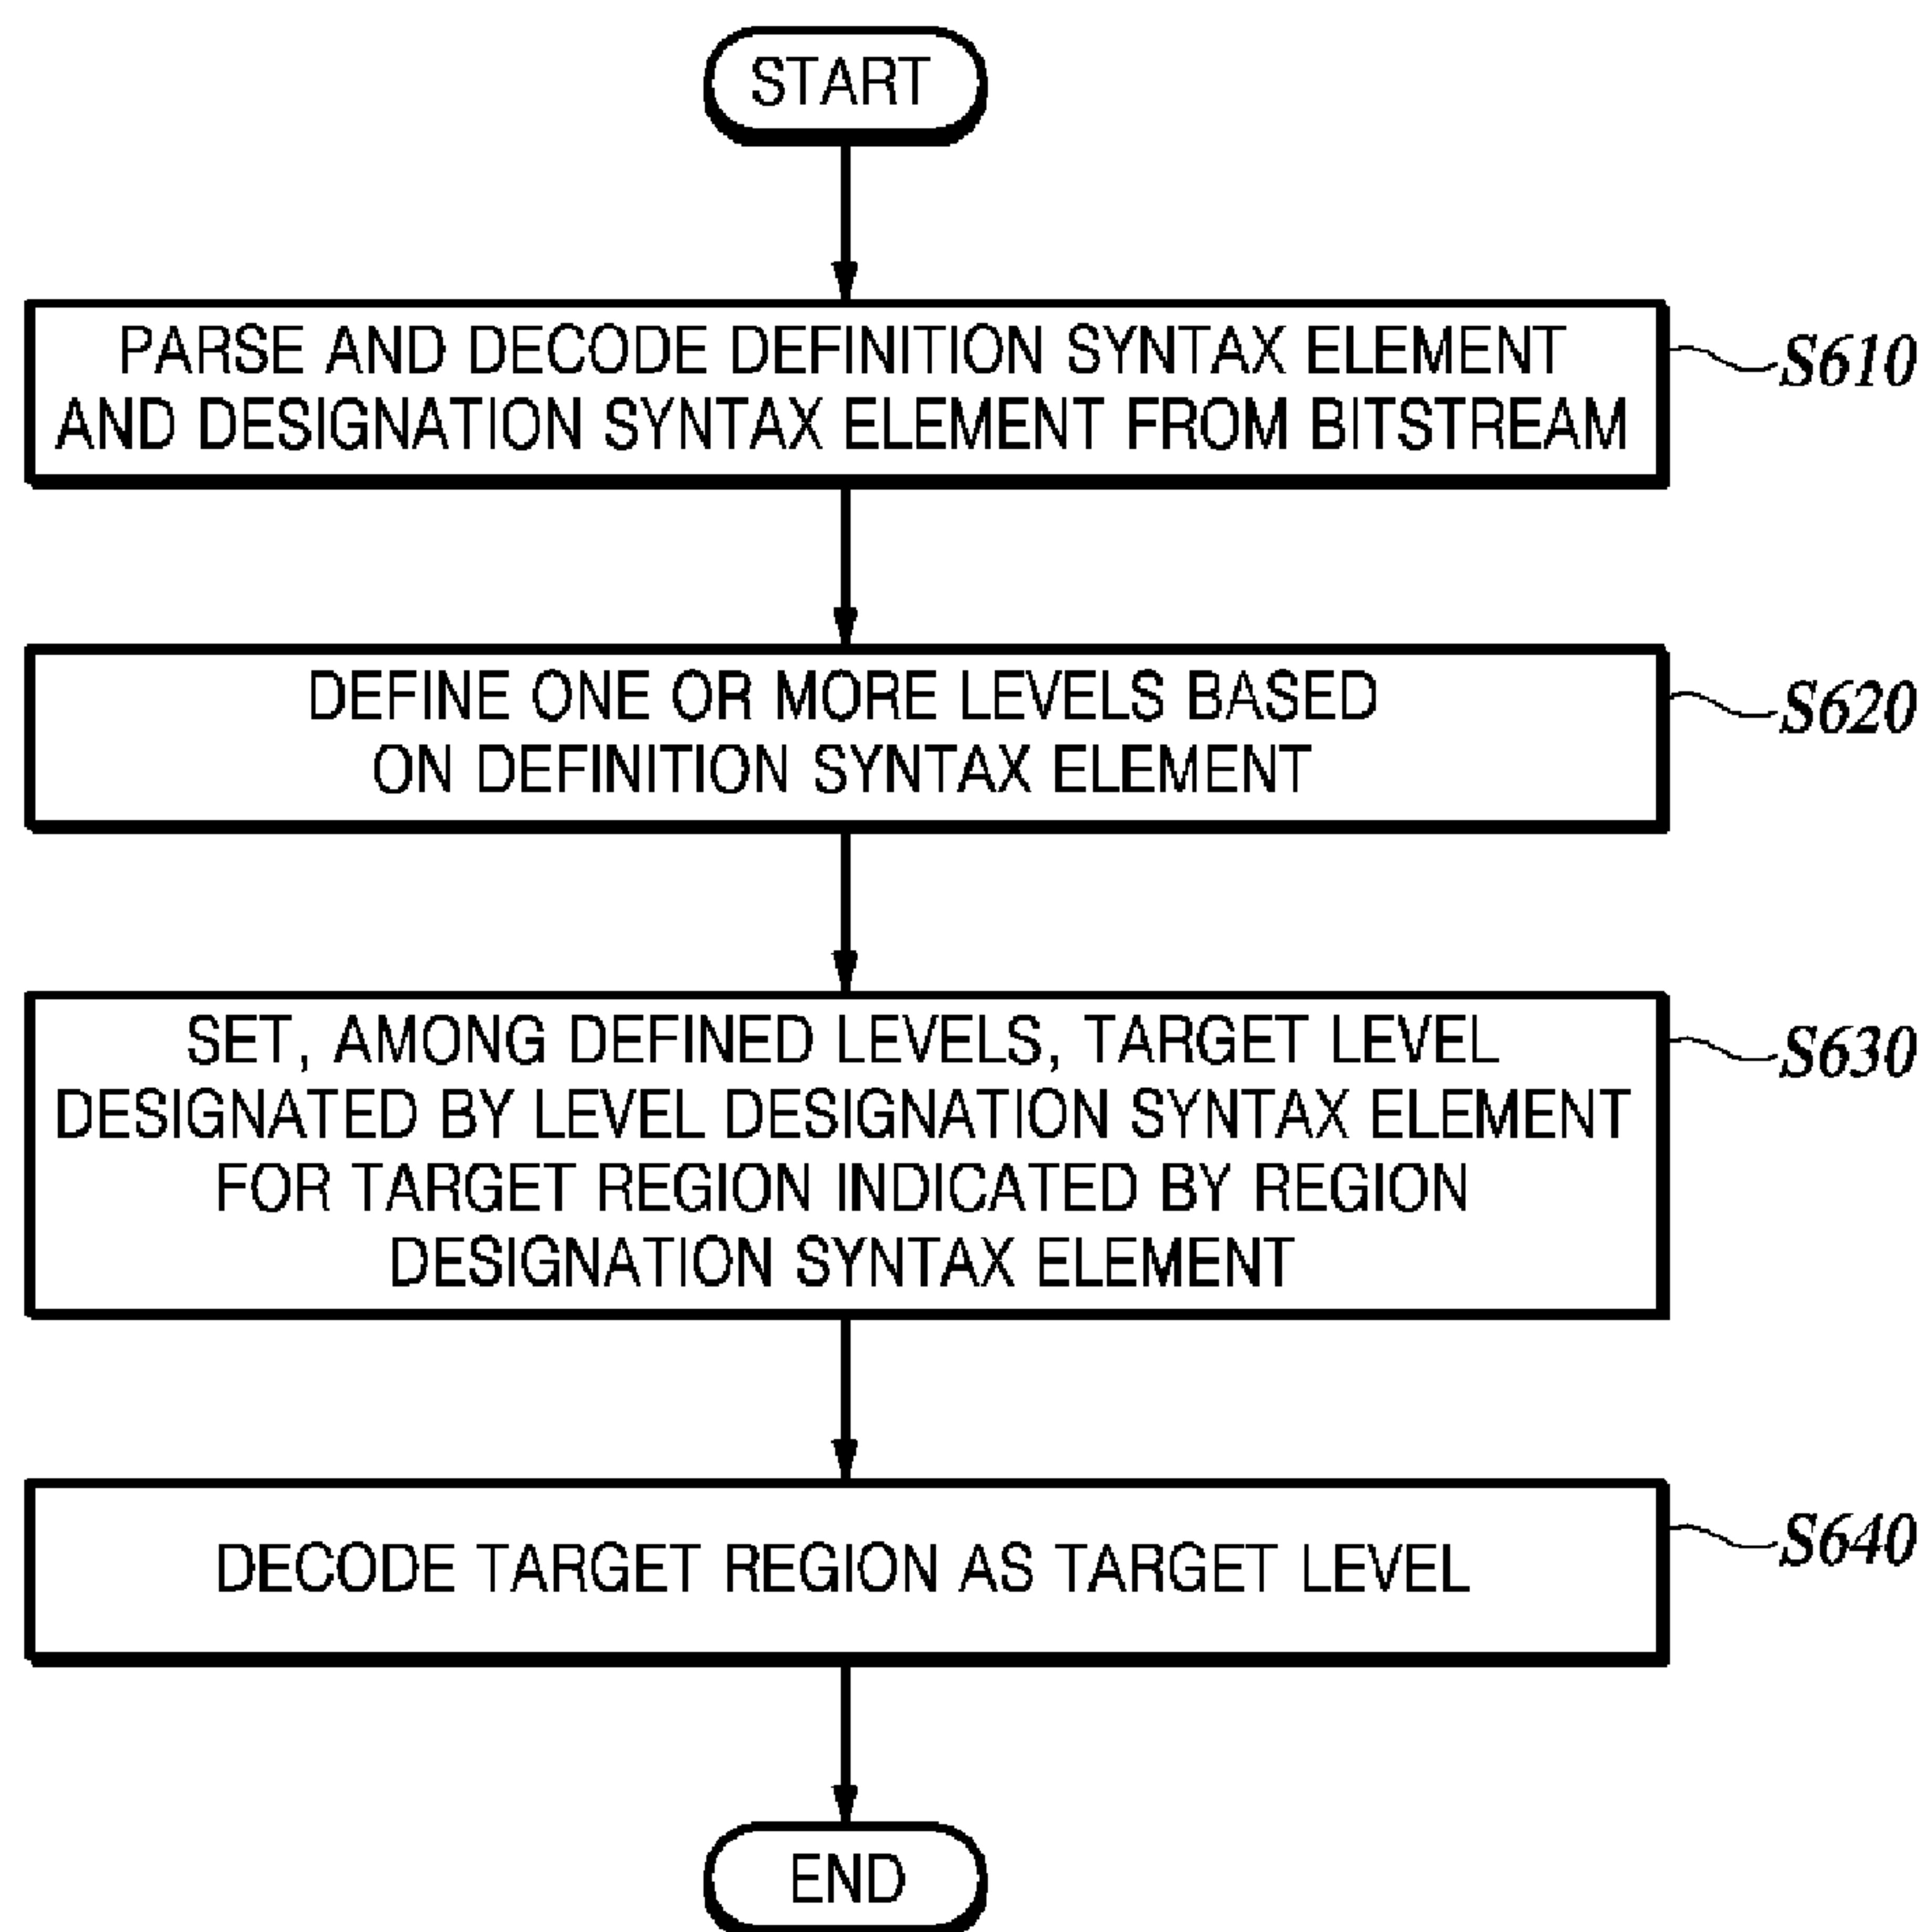 START
PARSE AND DECODE DEFINITION SYNTAX ELEMENT
AND DESIGNATION SYNTAX ELEMENT FROM BITSTREAM
S610
DEFINE ONE OR MORE LEVELS BASED
ON DEFINITION SYNTAX ELEMENT
S620
SET, AMONG DEFINED LEVELS, TARGET LEVEL
DESIGNATED BY LEVEL DESIGNATION SYNTAX ELEMENT
FOR TARGET REGION INDICATED BY REGION
DESIGNATION SYNTAX ELEMENT
S630
DECODE TARGET REGION AS TARGET LEVEL
S640
END